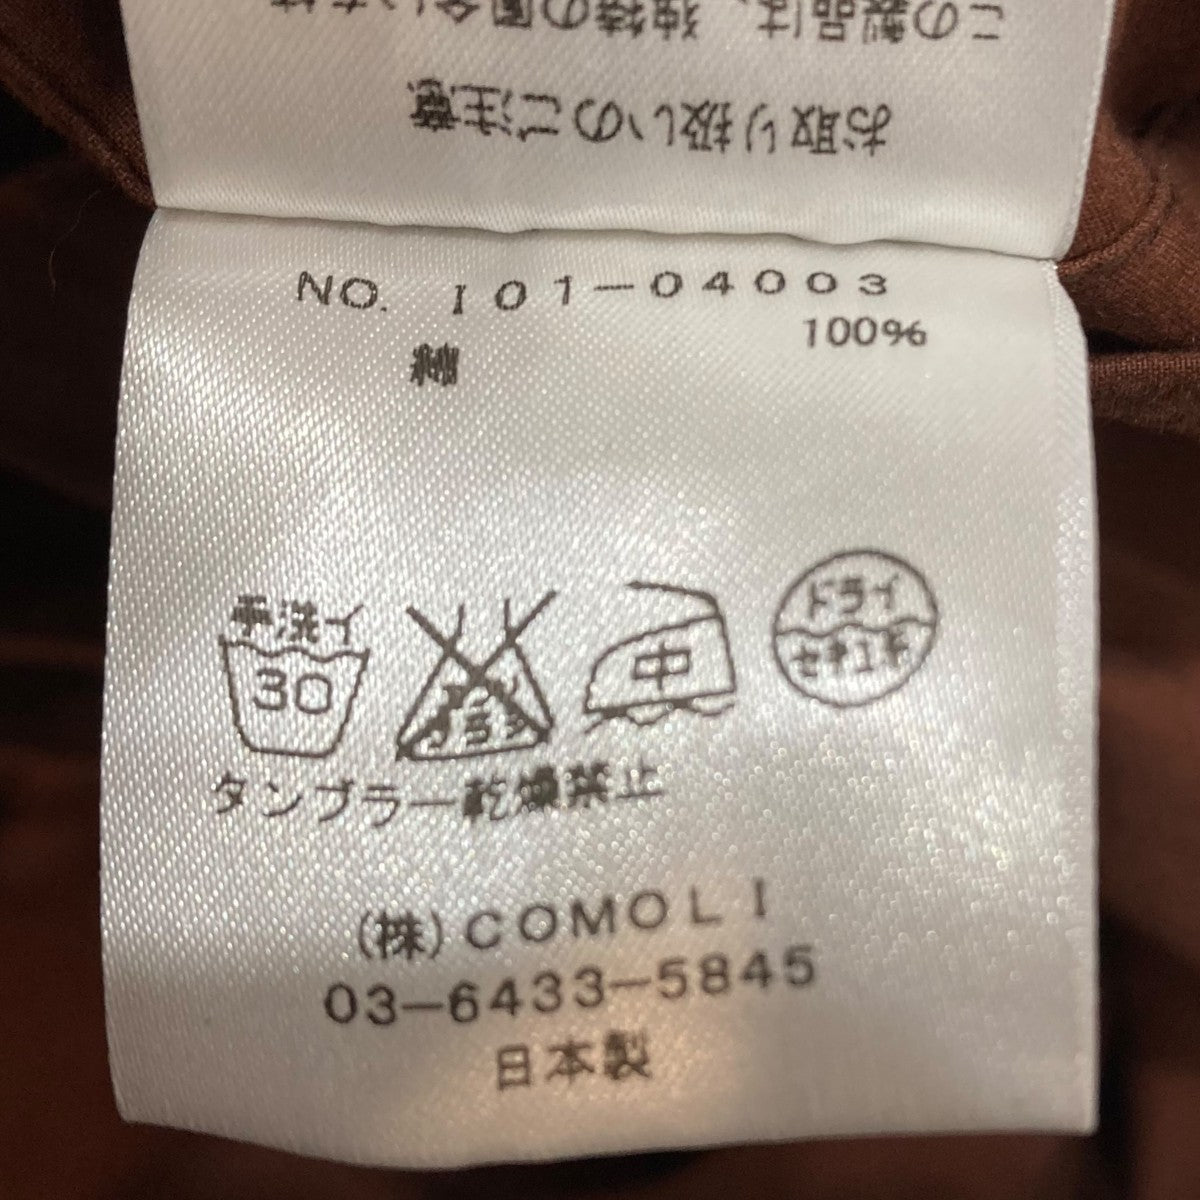 お取り扱いのご注意
この製品は、独特の風合いを持
NO. I01-04003
100%
手洗イ
30
中
ドライ
セキユ系
タンブラー乾燥禁止
(株)COMOLI
03-6433-5845
日本製